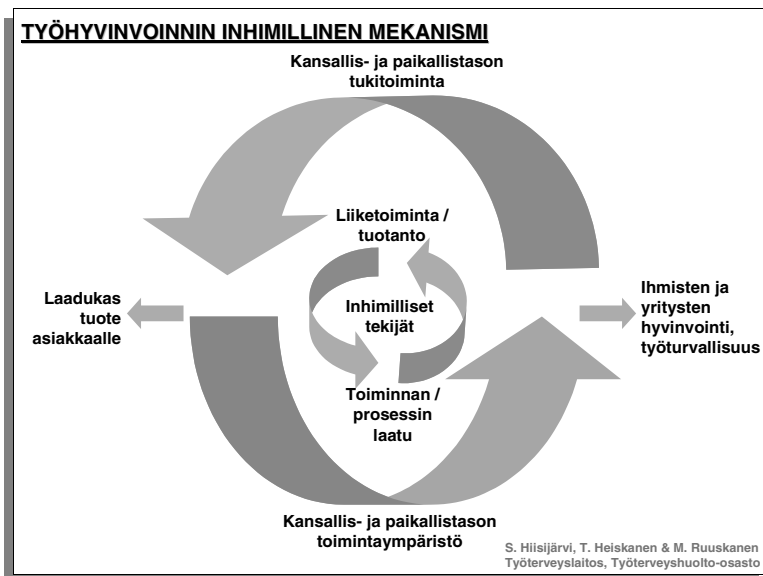 TYÖHYVINVOINNIN INHIMILLINEN MEKANISMI
Kansallis- ja paikallistason
tukitoiminta
Liiketoiminta /
tuotanto
Laadukas
tuote
asiakkaalle
Inhimilliset
tekijät
Ihmisten ja
yritysten
hyvinvointi,
työturvallisuus
Toiminnan /
prosessin
laatu
Kansallis- ja paikallistason
toimintaympäristö
S. Hiisijärvi, T. Heiskanen & M. Ruuskanen
Työterveyslaitos, Työterveyshuolto-osasto